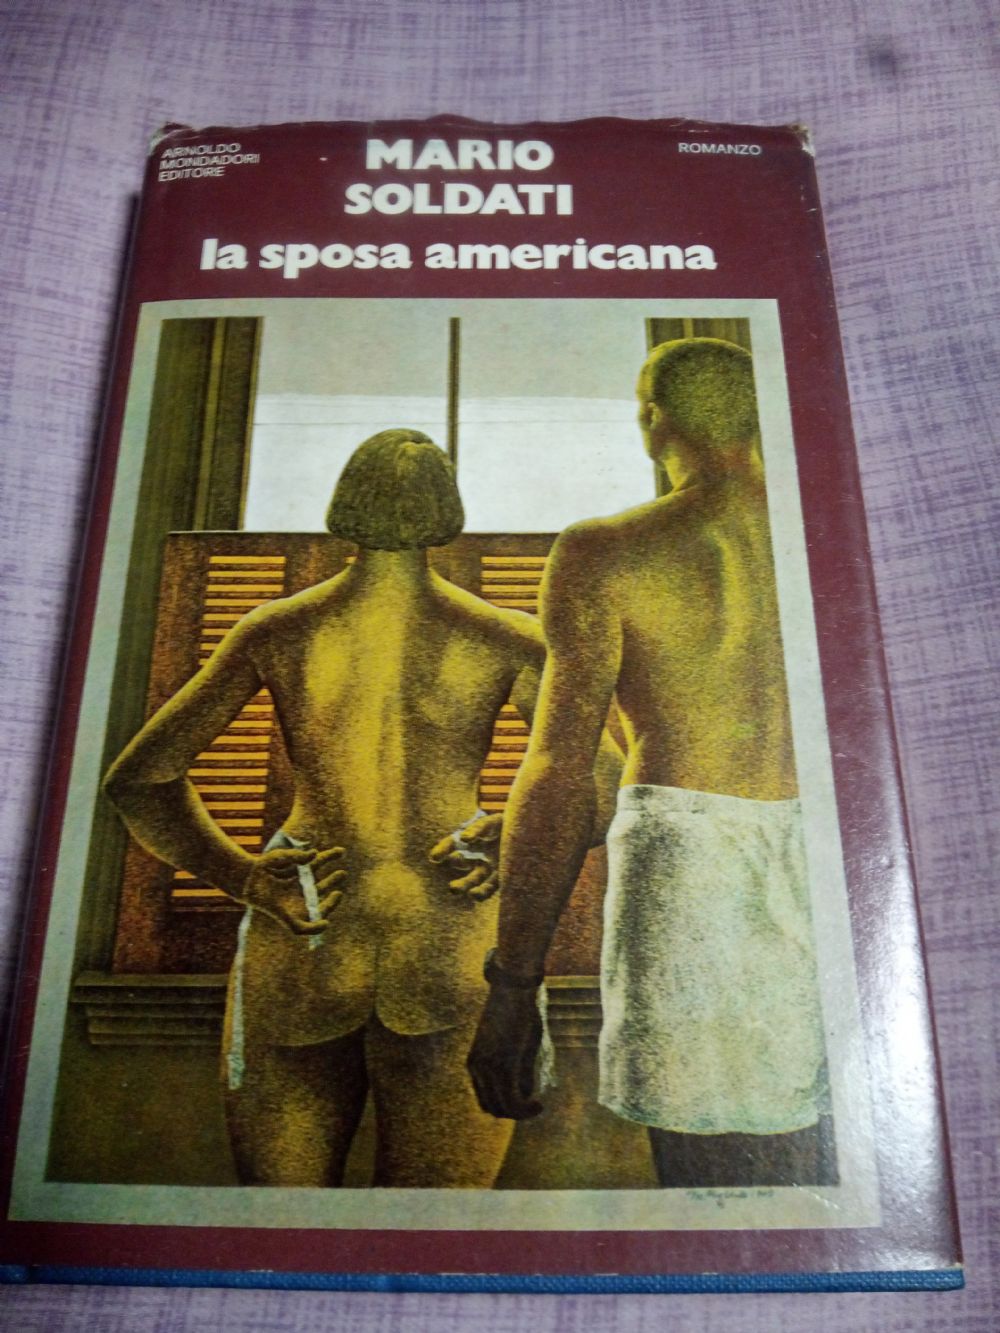 ARNOLDO
MONDADORI
EDITORE
MARIO
SOLDATI
ROMANZO
la sposa americana